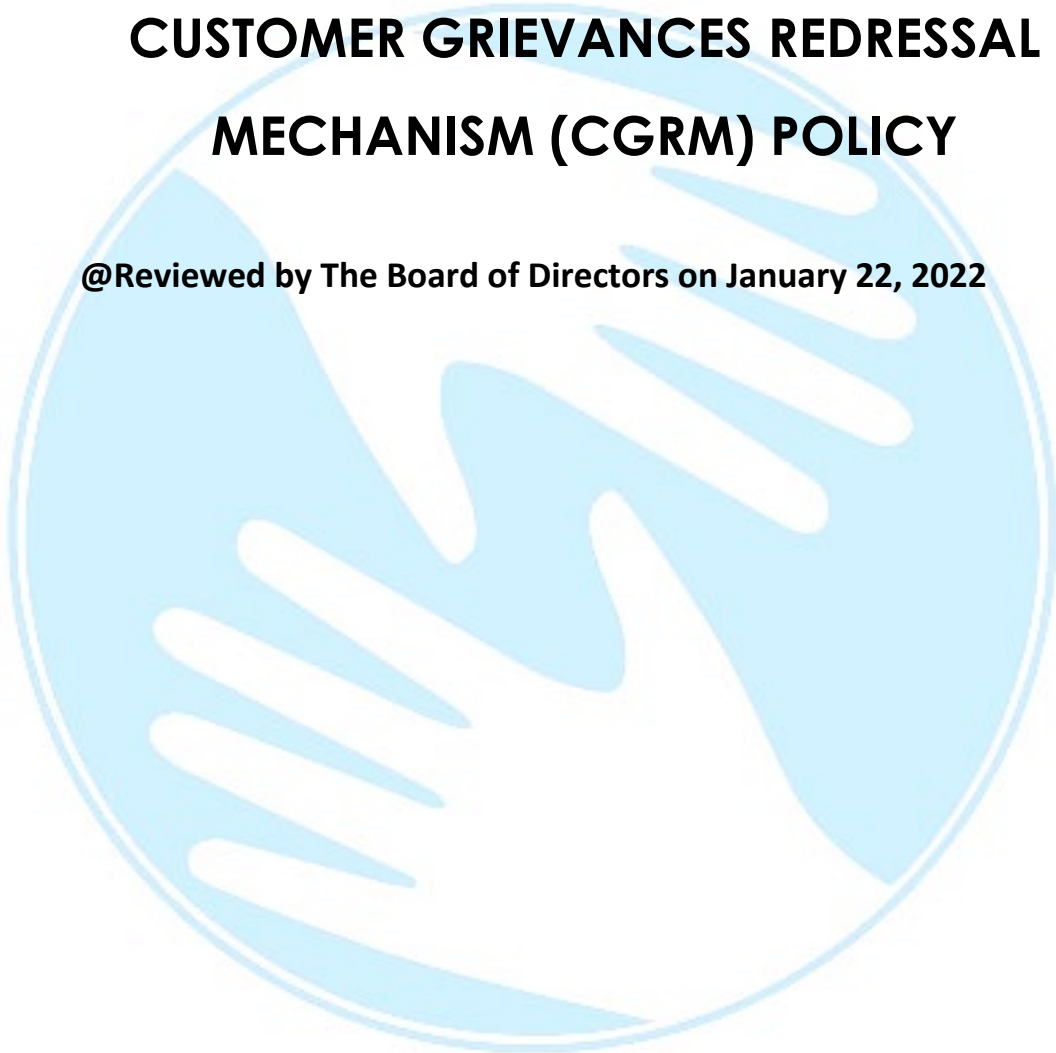 CUSTOMER GRIEVANCES REDRESSAL
MECHANISM (CGRM) POLICY
@Reviewed by The Board of Directors on January 22, 2022